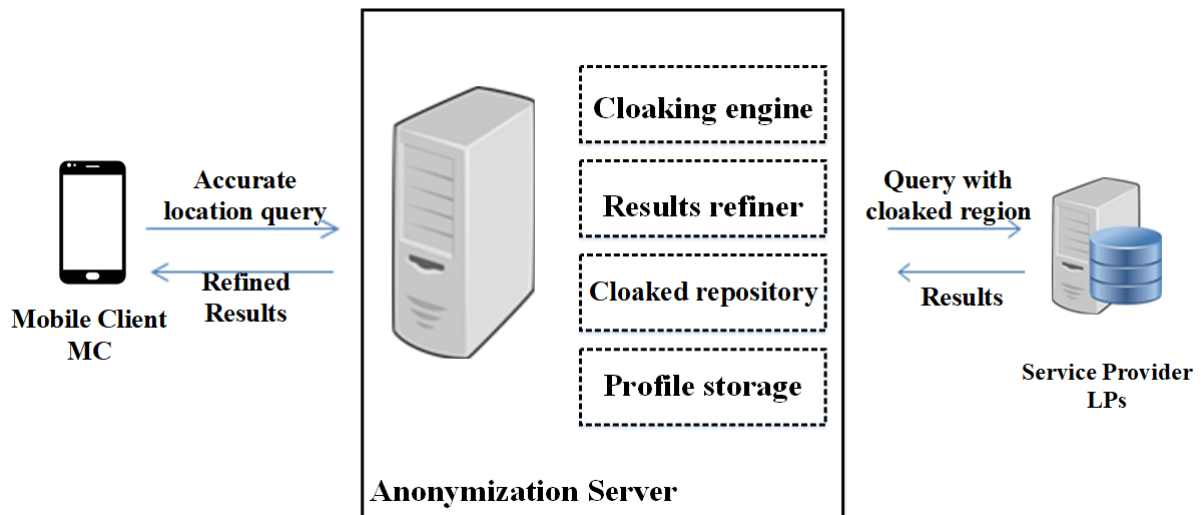 Accurate
location query
Refined
Results
Mobile Client
MC
Cloaking engine
Results refiner
Cloaked repository
Profile storage
Anonymization Server
Query with
cloaked region
Results
Service Provider
LPs